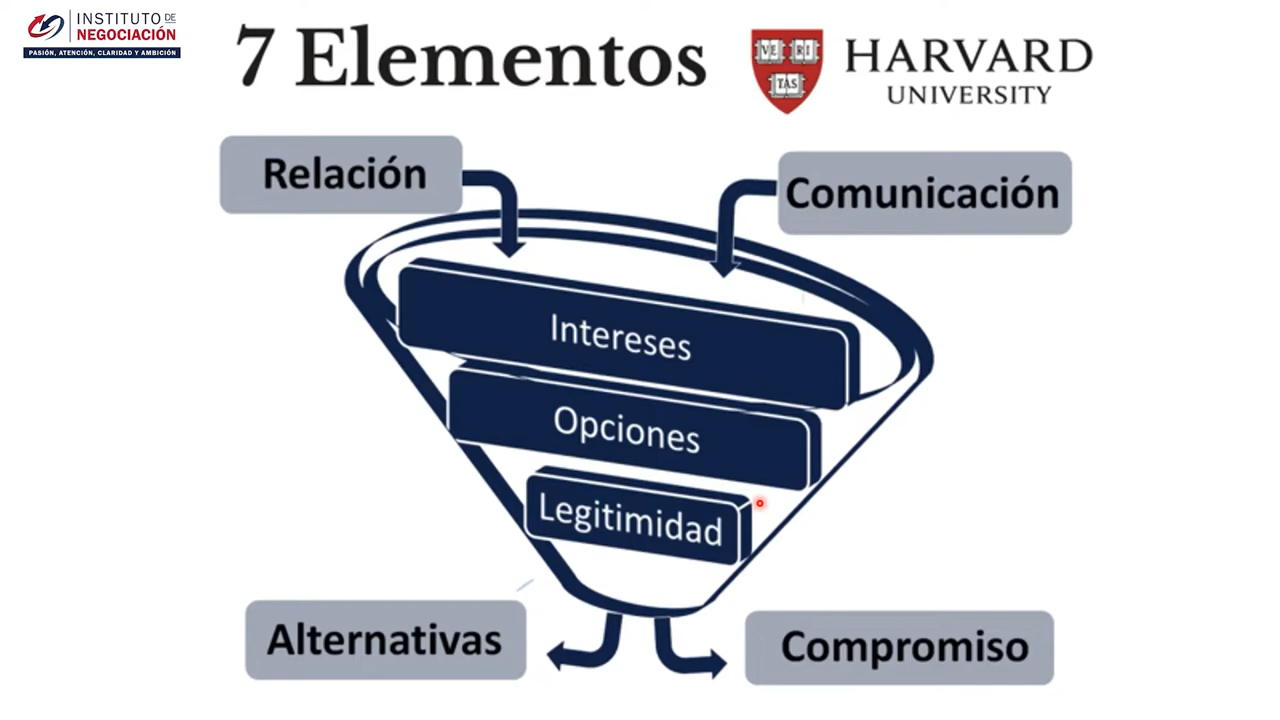 INSTITUTO DE
NEGOCIACIÓN
PASIÓN, ATENCIÓN, CLARIDAD Y AMBICIÓN
7 Elementos
VE RI
TAS
HARVARD
UNIVERSITY
Relación
Comunicación
Intereses
Opciones
Legitimidad
Alternativas
Compromiso